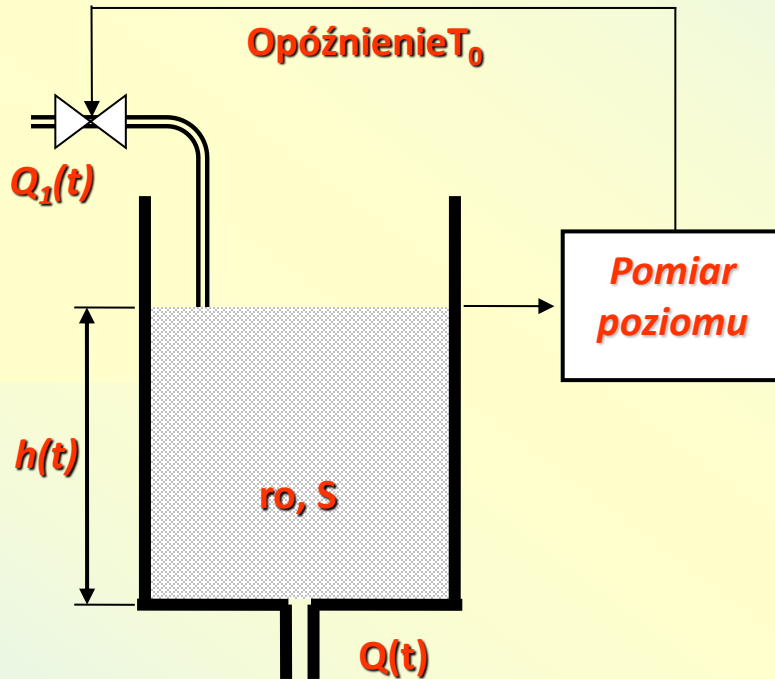 OpóźnienieT₀
Q₁(t)
Pomiar
poziomu
h(t)
ro, S
Q(t)